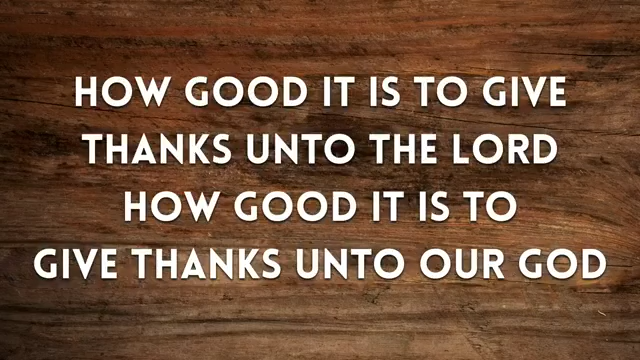 HOW GOOD IT IS TO GIVE
THANKS UNTO THE LORD
HOW GOOD IT IS TO
GIVE THANKS UNTO OUR GOD